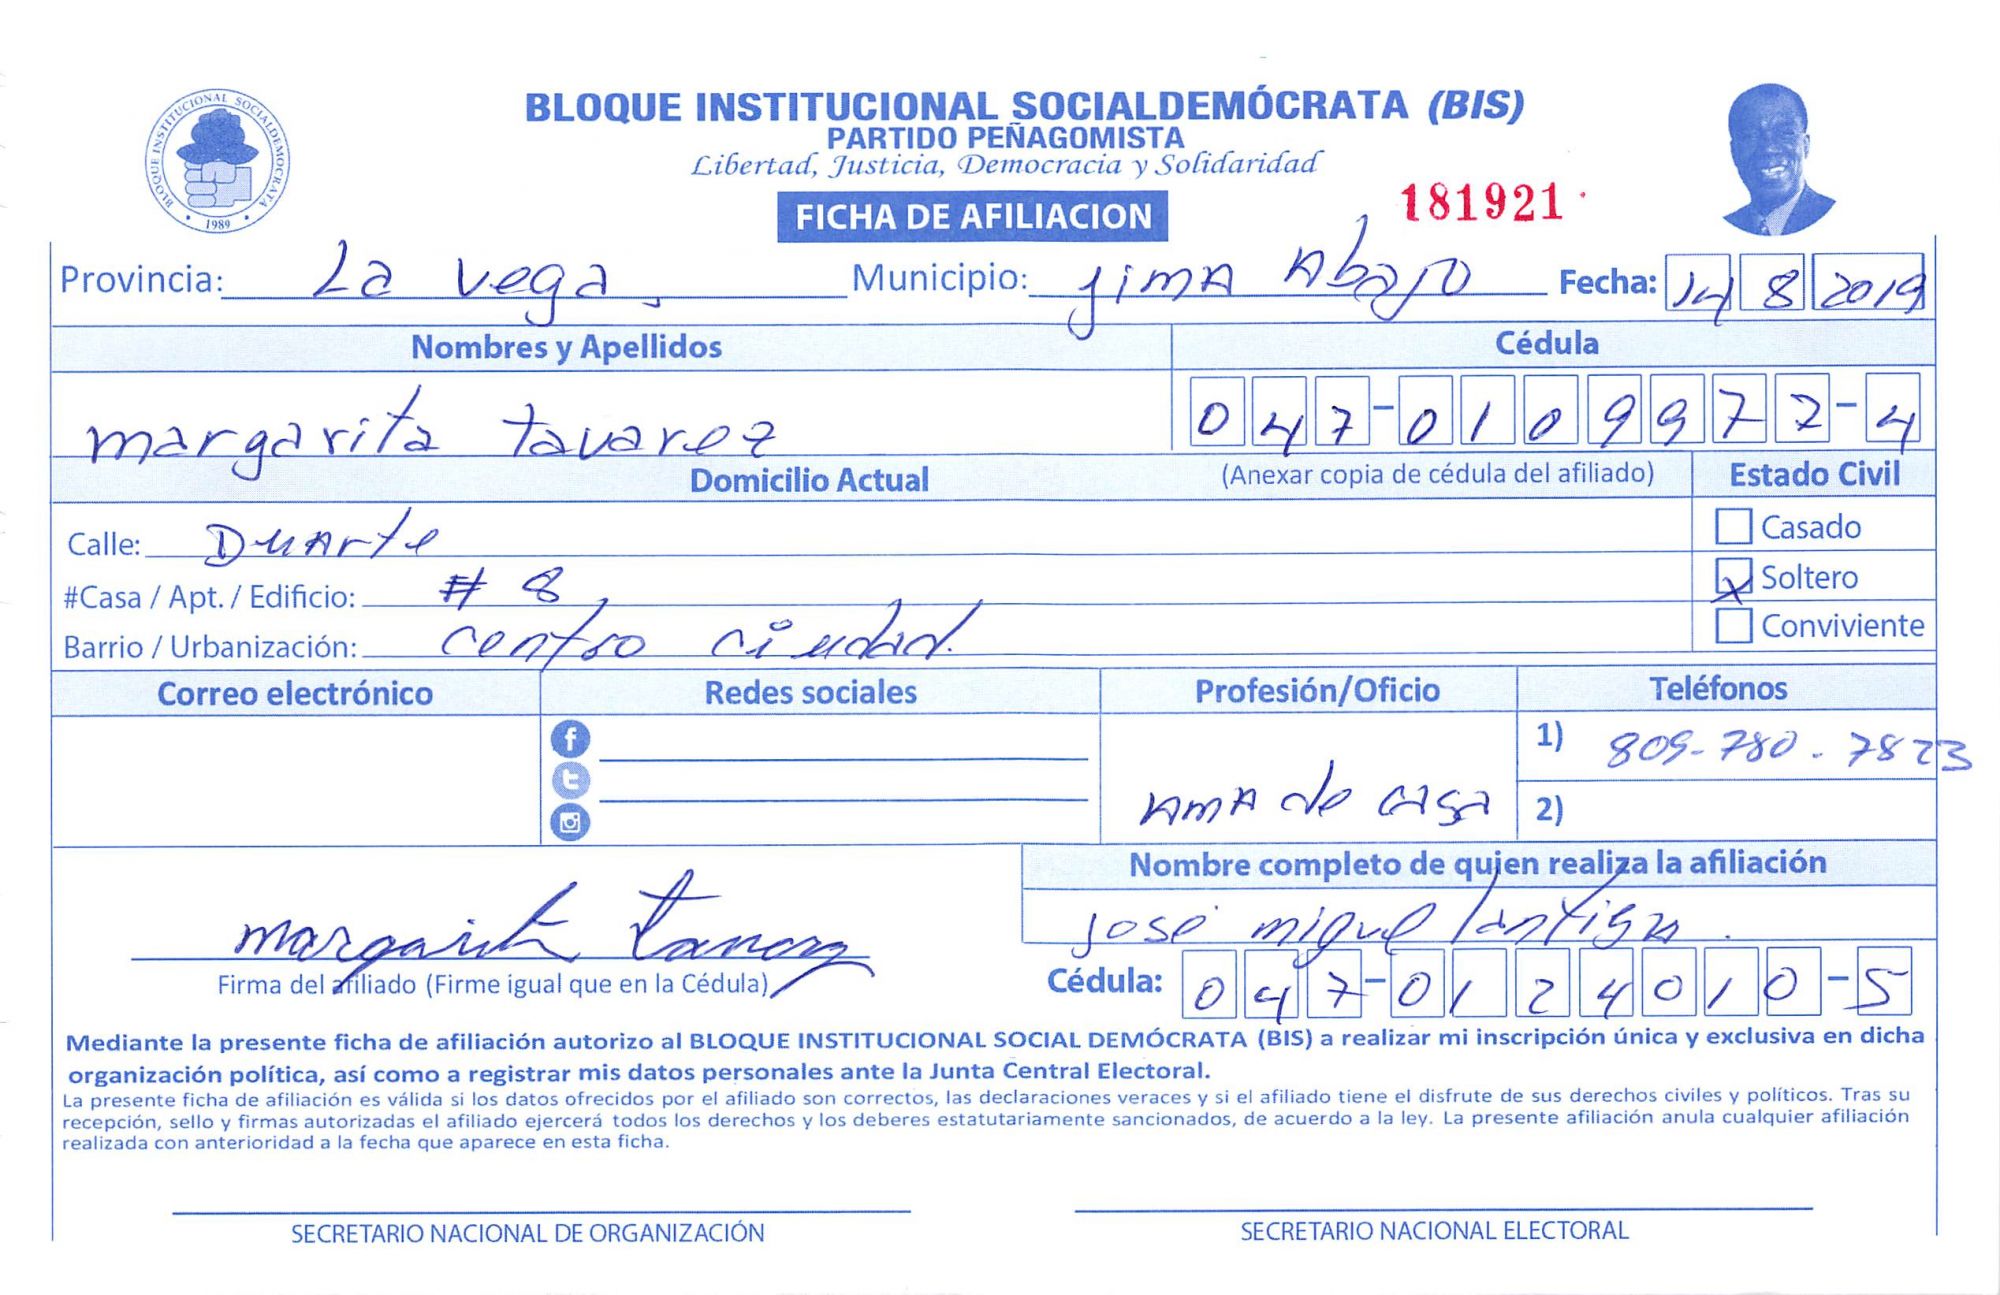 BLOQUE INSTITUCIONAL SOCIALDEMÓCRATA (BIS)
PARTIDO PEÑAGOMISTA
Libertad, Justicia, Democracia y Solidaridad
BLOQUE INSTITUCIONAL SOCIALDEMOCRATA
1989
FICHA DE AFILIACION
181921
Provincia: La vega. Municipio: jimA Abajo Fecha: 14 8 2019
Nombres y Apellidos Cédula
margarita tavarez 047-0109972-4
Domicilio Actual (Anexar copia de cédula del afiliado) Estado Civil
Calle: DuArte Casado
#Casa / Apt. / Edificio: # 8 X Soltero
Barrio / Urbanización: centro ciudad. Conviviente
Correo electrónico Redes sociales Profesión/Oficio Teléfonos
1) 809-780-7823
AmA de casa 2)
Nombre completo de quien realiza la afiliación
josé miguel lantigua.
margarita Tavarez
Firma del afiliado (Firme igual que en la Cédula) Cédula: 047-0124010-5
Mediante la presente ficha de afiliación autorizo al BLOQUE INSTITUCIONAL SOCIAL DEMÓCRATA (BIS) a realizar mi inscripción única y exclusiva en dicha
organización política, así como a registrar mis datos personales ante la Junta Central Electoral.
La presente ficha de afiliación es válida si los datos ofrecidos por el afiliado son correctos, las declaraciones veraces y si el afiliado tiene el disfrute de sus derechos civiles y políticos. Tras su
recepción, sello y firmas autorizadas el afiliado ejercerá todos los derechos y los deberes estatutariamente sancionados, de acuerdo a la ley. La presente afiliación anula cualquier afiliación
realizada con anterioridad a la fecha que aparece en esta ficha.
SECRETARIO NACIONAL DE ORGANIZACIÓN SECRETARIO NACIONAL ELECTORAL